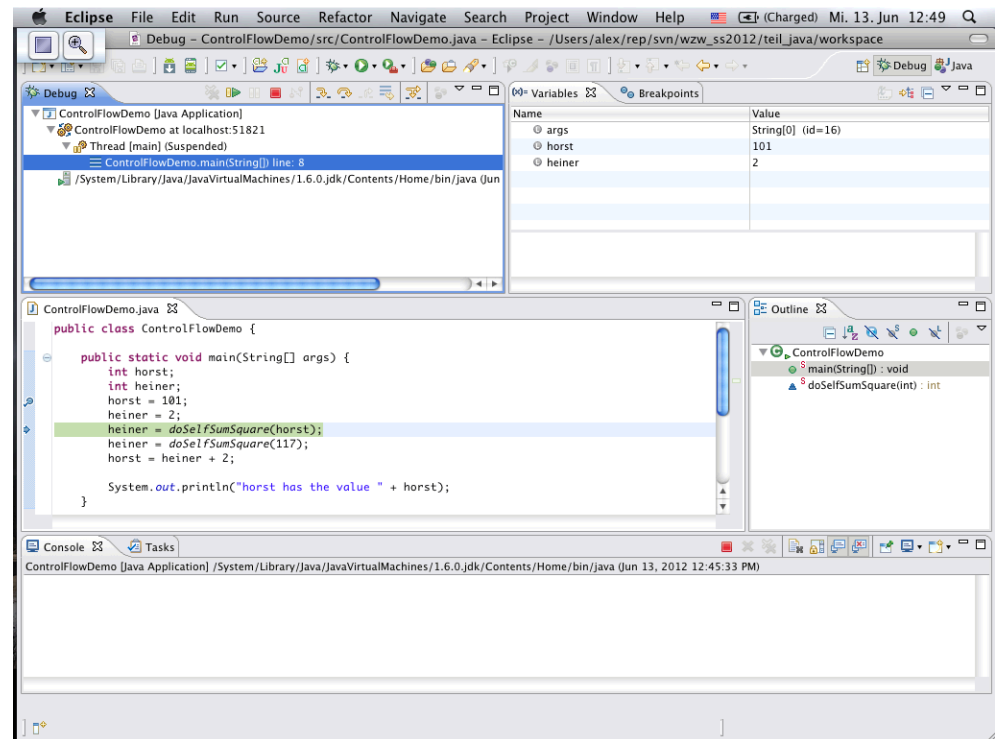 Eclipse File Edit Run Source Refactor Navigate Search Project Window Help (Charged) Mi. 13. Jun 12:49
Debug – ControlFlowDemo/src/ControlFlowDemo.java – Eclipse – /Users/alex/rep/svn/wzw_ss2012/teil_java/workspace
Debug Java
Debug
ControlFlowDemo [Java Application]
ControlFlowDemo at localhost:51821
Thread [main] (Suspended)
ControlFlowDemo.main(String[]) line: 8
/System/Library/Java/JavaVirtualMachines/1.6.0.jdk/Contents/Home/bin/java (Jun
(x)= Variables Breakpoints
Name Value
args String[0] (id=16)
horst 101
heiner 2
ControlFlowDemo.java
public class ControlFlowDemo {
public static void main(String[] args) {
int horst;
int heiner;
horst = 101;
heiner = 2;
heiner = doSelfSumSquare(horst);
heiner = doSelfSumSquare(117);
horst = heiner + 2;
System.out.println("horst has the value " + horst);
}
Outline
ControlFlowDemo
S main(String[]) : void
S doSelfSumSquare(int) : int
Console Tasks
ControlFlowDemo [Java Application] /System/Library/Java/JavaVirtualMachines/1.6.0.jdk/Contents/Home/bin/java (Jun 13, 2012 12:45:33 PM)